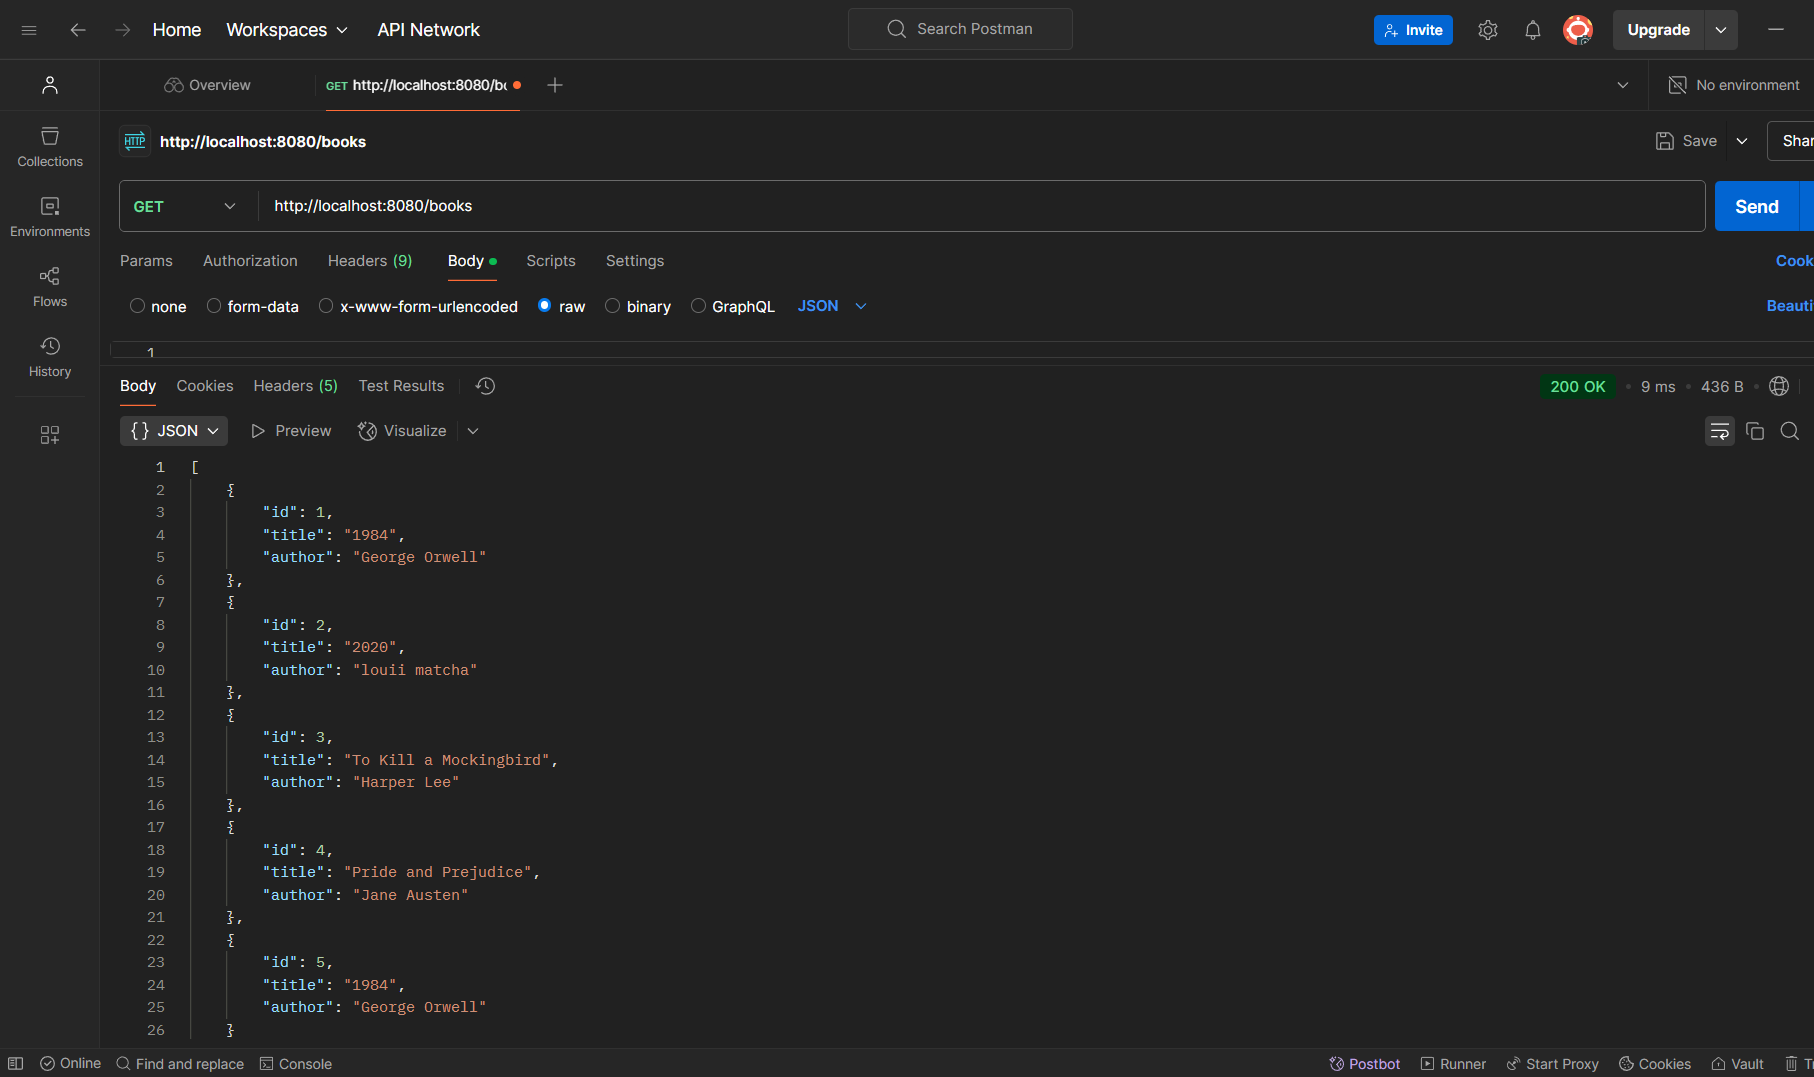 Home Workspaces API Network Search Postman Invite Upgrade
Overview GET http://localhost:8080/b No environment
HTTP http://localhost:8080/books Save Shar
Collections
GET http://localhost:8080/books Send
Environments
Params Authorization Headers (9) Body Scripts Settings Cook
Flows
none form-data x-www-form-urlencoded raw binary GraphQL JSON Beauti
History
1
Body Cookies Headers (5) Test Results 200 OK • 9 ms • 436 B •
{} JSON Preview Visualize
1 [
2 {
3 "id": 1,
4 "title": "1984",
5 "author": "George Orwell"
6 },
7 {
8 "id": 2,
9 "title": "2020",
10 "author": "louii matcha"
11 },
12 {
13 "id": 3,
14 "title": "To Kill a Mockingbird",
15 "author": "Harper Lee"
16 },
17 {
18 "id": 4,
19 "title": "Pride and Prejudice",
20 "author": "Jane Austen"
21 },
22 {
23 "id": 5,
24 "title": "1984",
25 "author": "George Orwell"
26 }
Online Find and replace Console Postbot Runner Start Proxy Cookies Vault Tr